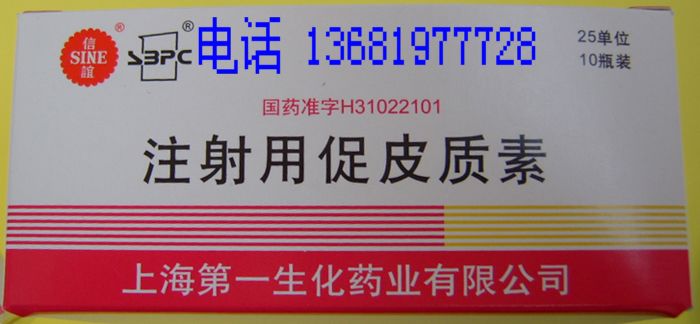 信
SINE
誼
SBPC
电话 13681977728
25单位
10瓶装
国药准字H31022101
注射用促皮质素
上海第一生化药业有限公司